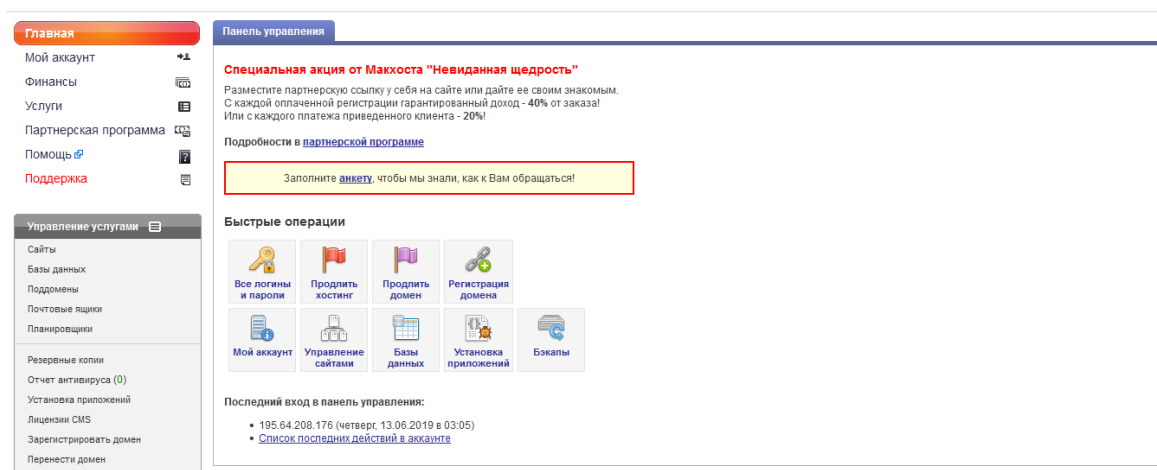 Главная
Мой аккаунт
Финансы
Услуги
Партнерская программа
Помощь
Поддержка
Управление услугами
Сайты
Базы данных
Поддомены
Почтовые ящики
Планировщики
Резервные копии
Отчет антивируса (0)
Установка приложений
Лицензии CMS
Зарегистрировать домен
Перенести домен
Панель управления
Специальная акция от Макхоста "Невиданная щедрость"
Разместите партнерскую ссылку у себя на сайте или дайте ее своим знакомым.
С каждой оплаченной регистрации гарантированный доход - 40% от заказа!
Или с каждого платежа приведенного клиента - 20%!
Подробности в партнерской программе
Заполните анкету, чтобы мы знали, как к Вам обращаться!
Быстрые операции
Все логины
и пароли
Продлить
хостинг
Продлить
домен
Регистрация
домена
Мой аккаунт
Управление
сайтами
Базы
данных
Установка
приложений
Бэкапы
Последний вход в панель управления:
• 195.64.208.176 (четверг, 13.06.2019 в 03:05)
• Список последних действий в аккаунте